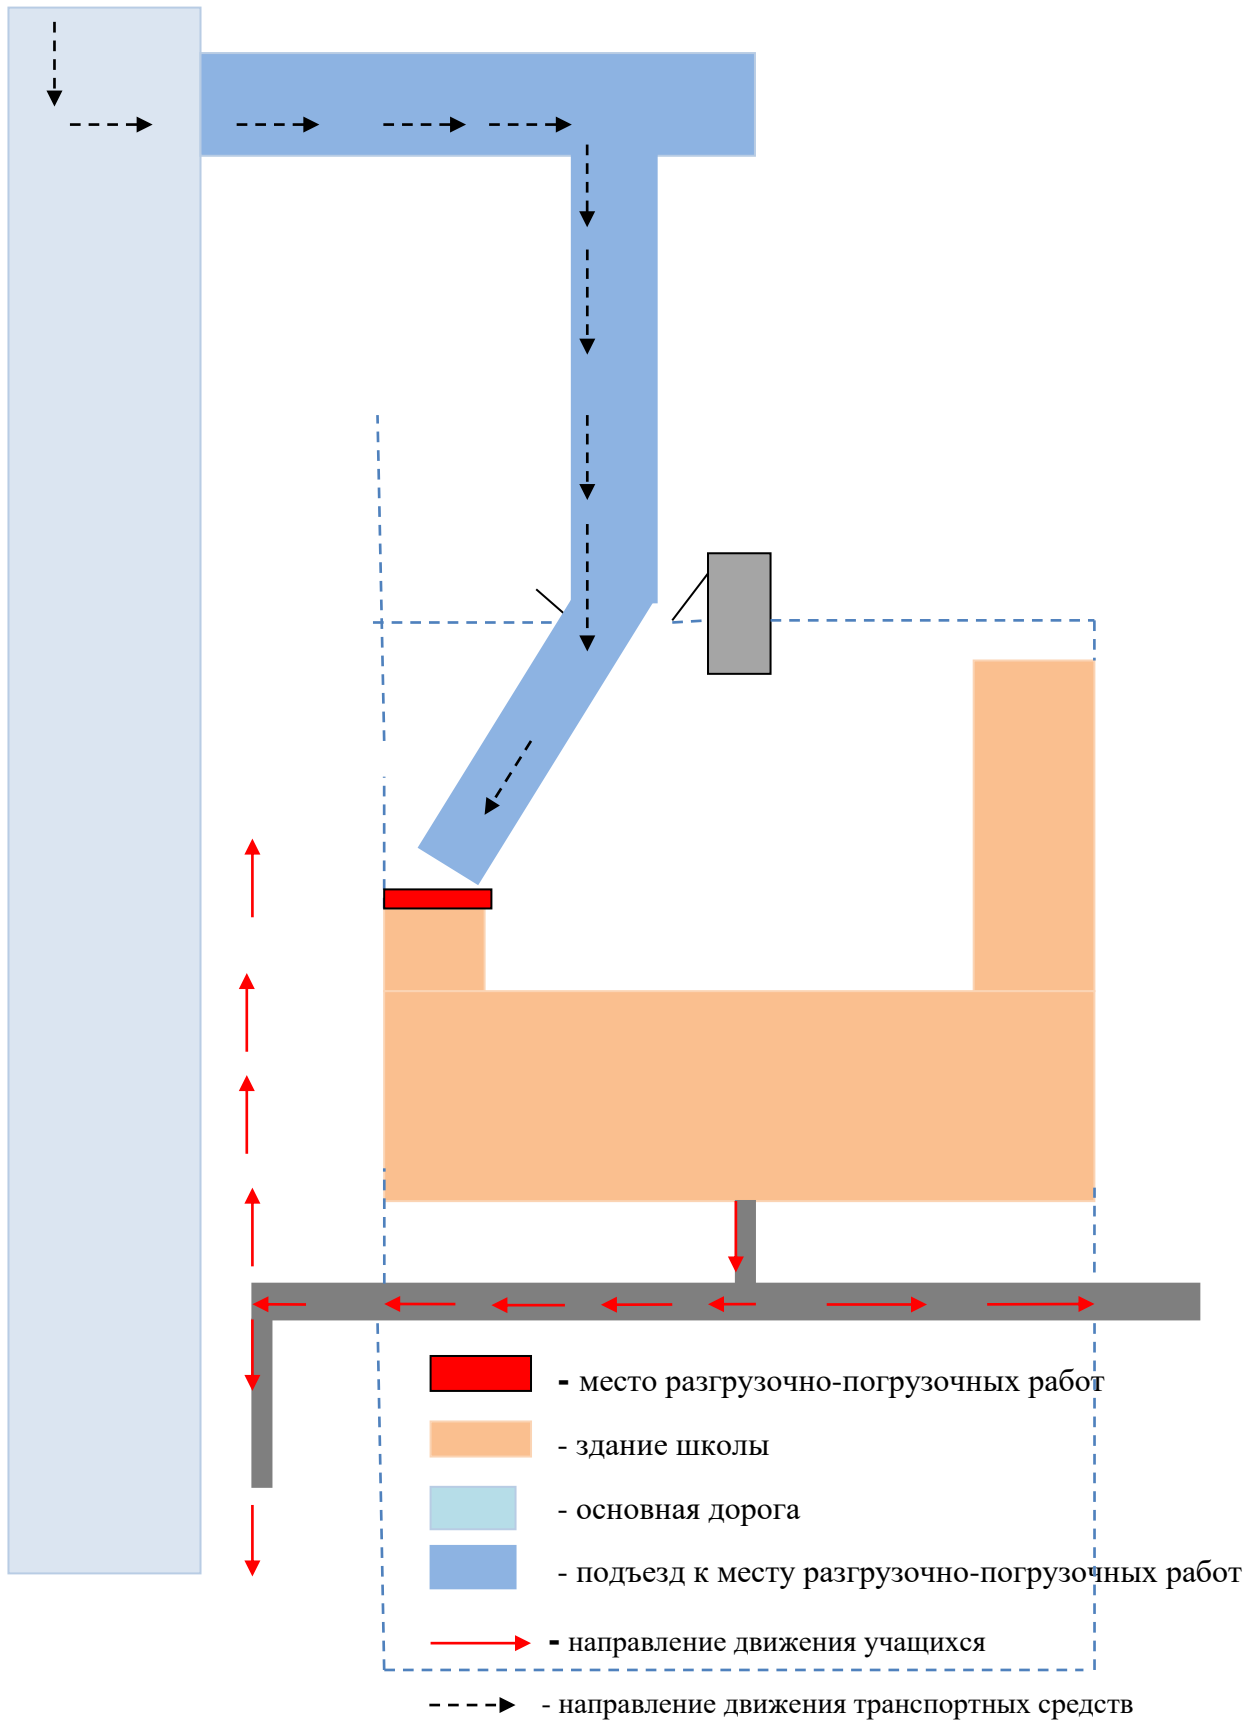 - место разгрузочно-погрузочных работ
- здание школы
- основная дорога
- подъезд к месту разгрузочно-погрузочных работ
- направление движения учащихся
- направление движения транспортных средств